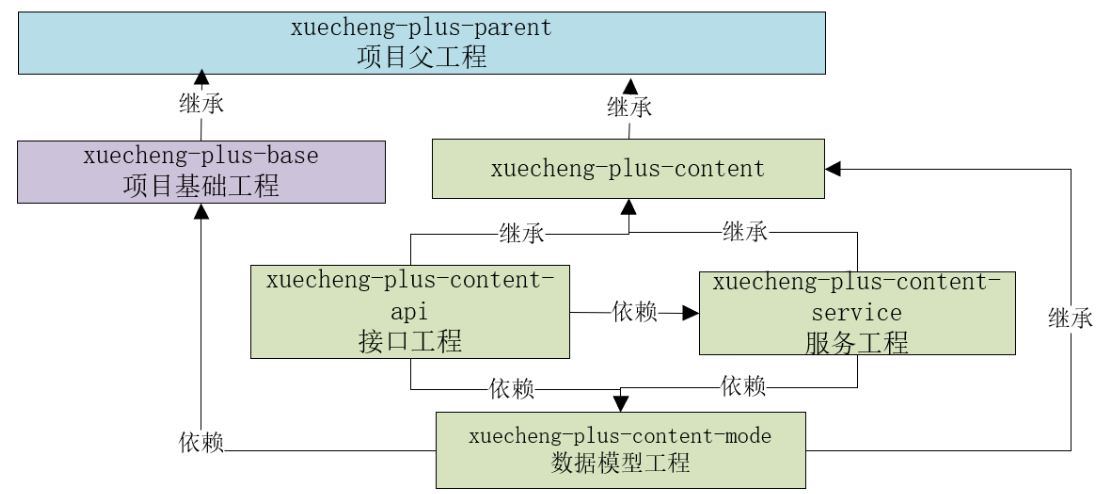 xuecheng-plus-parent
项目父工程
继承
继承
xuecheng-plus-base
项目基础工程
xuecheng-plus-content
继承
继承
xuecheng-plus-content-
api
接口工程
依赖
xuecheng-plus-content-
service
服务工程
继承
依赖
依赖
依赖
xuecheng-plus-content-mode
数据模型工程